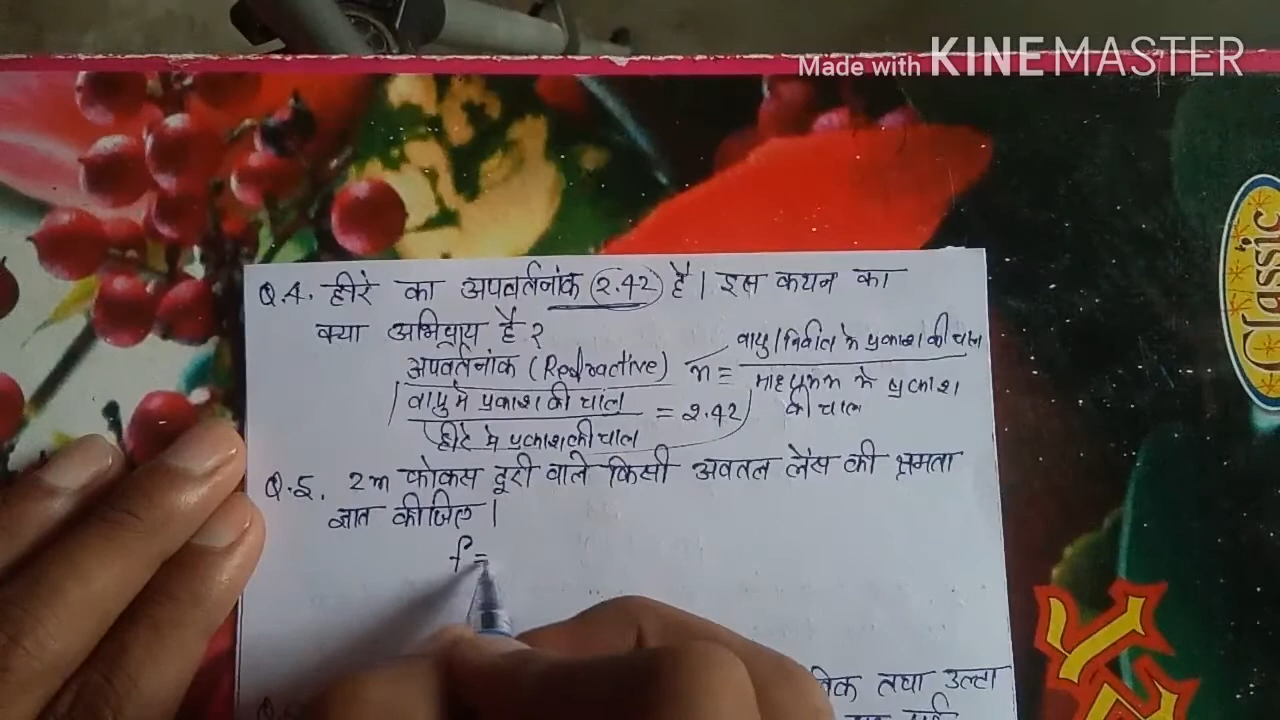 Made with KINEMASTER
Classic
Q.4. हीरे का अपवर्तनांक 2.42 है। इस कथन का
क्या अभिप्राय है?
अपवर्तनांक n = वायु/निर्वात मे प्रकाश की चाल
माध्यम मे प्रकाश
की चाल
वायु मे प्रकाश की चाल = 2.42
हीरे मे प्रकाश की चाल
Q.5. 2m फोकस दूरी वाले किसी अवतल लेंस की क्षमता
ज्ञात कीजिए।
f =
तथा उल्टा